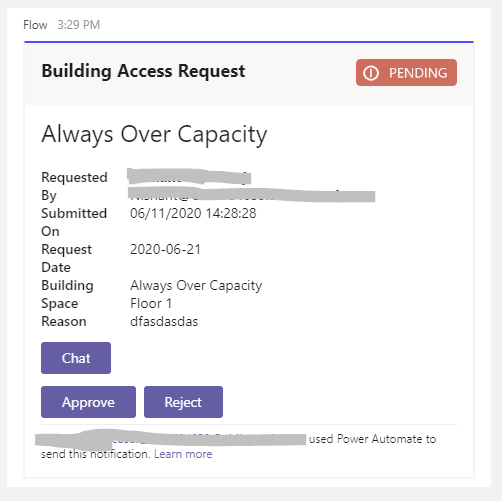 Flow 3:29 PM
Building Access Request
PENDING
Always Over Capacity
Requested
By
Submitted 06/11/2020 14:28:28
On
Request 2020-06-21
Date
Building Always Over Capacity
Space Floor 1
Reason dfasdasdas
Chat
Approve Reject
used Power Automate to
send this notification. Learn more